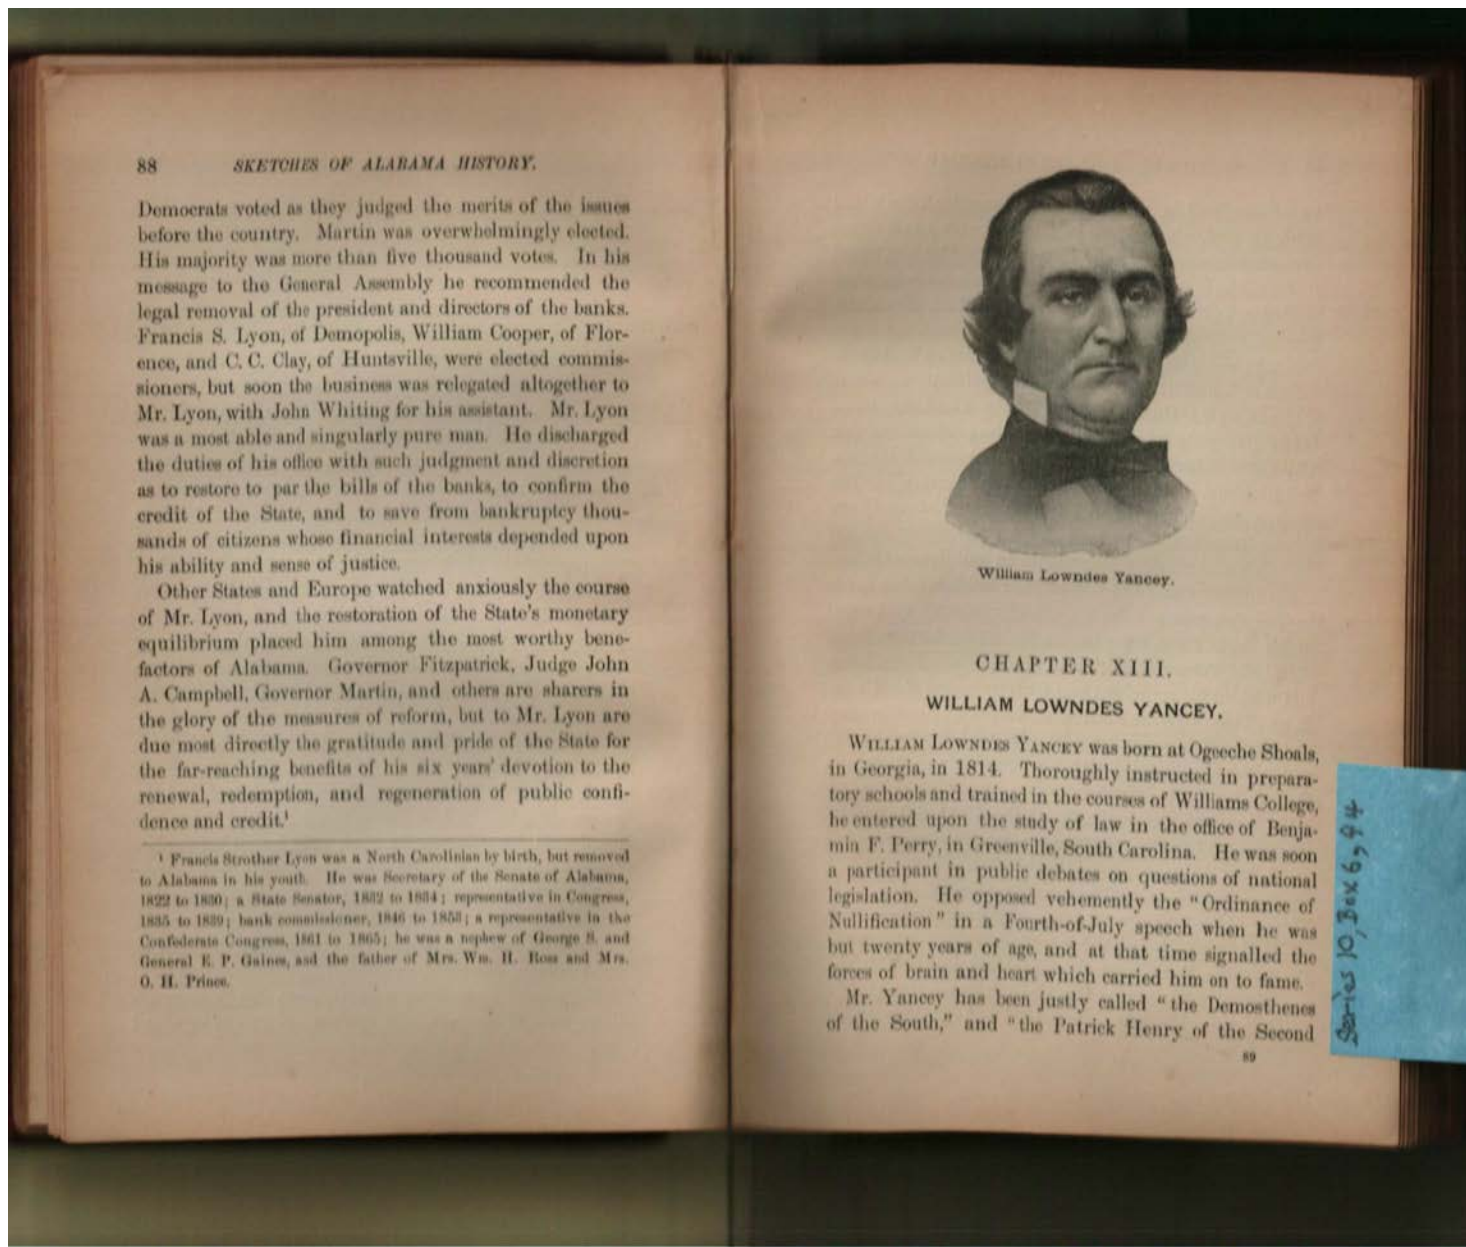 88 SKETCHES OF ALABAMA HISTORY.
Democrats voted as they judged the merits of the issues
before the country. Martin was overwhelmingly elected.
His majority was more than five thousand votes. In his
message to the General Assembly he recommended the
legal removal of the president and directors of the banks.
Francis S. Lyon, of Demopolis, William Cooper, of Flor-
ence, and C. C. Clay, of Huntsville, were elected commis-
sioners, but soon the business was relegated altogether to
Mr. Lyon, with John Whiting for his assistant. Mr. Lyon
was a most able and singularly pure man. He discharged
the duties of his office with such judgment and discretion
as to restore to par the bills of the banks, to confirm the
credit of the State, and to save from bankruptcy thou-
sands of citizens whose financial interests depended upon
his ability and sense of justice.
Other States and Europe watched anxiously the course
of Mr. Lyon, and the restoration of the State's monetary
equilibrium placed him among the most worthy bene-
factors of Alabama. Governor Fitzpatrick, Judge John
A. Campbell, Governor Martin, and others are sharers in
the glory of the measures of reform, but to Mr. Lyon are
due most directly the gratitude and pride of the State for
the far-reaching benefits of his six years' devotion to the
renewal, redemption, and regeneration of public confi-
dence and credit.¹
¹ Francis Strother Lyon was a North Carolinian by birth, but removed
to Alabama in his youth. He was Secretary of the Senate of Alabama,
1822 to 1830; a State Senator, 1832 to 1834; representative in Congress,
1835 to 1839; bank commissioner, 1846 to 1853; a representative in the
Confederate Congress, 1861 to 1865; he was a nephew of George S. and
General E. P. Gaines, and the father of Mrs. Wm. H. Ross and Mrs.
O. H. Prince.
William Lowndes Yancey.
CHAPTER XIII.
WILLIAM LOWNDES YANCEY.
WILLIAM LOWNDES YANCEY was born at Ogeeche Shoals,
in Georgia, in 1814. Thoroughly instructed in prepara-
tory schools and trained in the courses of Williams College,
he entered upon the study of law in the office of Benja-
min F. Perry, in Greenville, South Carolina. He was soon
a participant in public debates on questions of national
legislation. He opposed vehemently the "Ordinance of
Nullification" in a Fourth-of-July speech when he was
but twenty years of age, and at that time signalled the
forces of brain and heart which carried him on to fame.
Mr. Yancey has been justly called "the Demosthenes
of the South," and "the Patrick Henry of the Second
89
Series 10, Box 6, 94